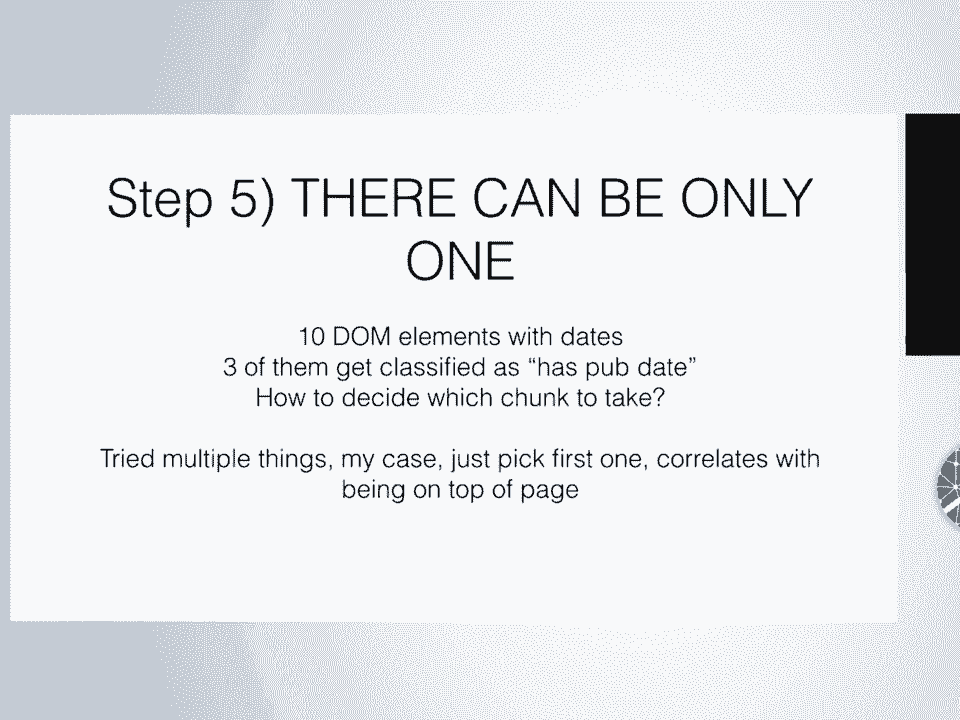 Step 5) THERE CAN BE ONLY
ONE
10 DOM elements with dates
3 of them get classified as “has pub date”
How to decide which chunk to take?
Tried multiple things, my case, just pick first one, correlates with
being on top of page